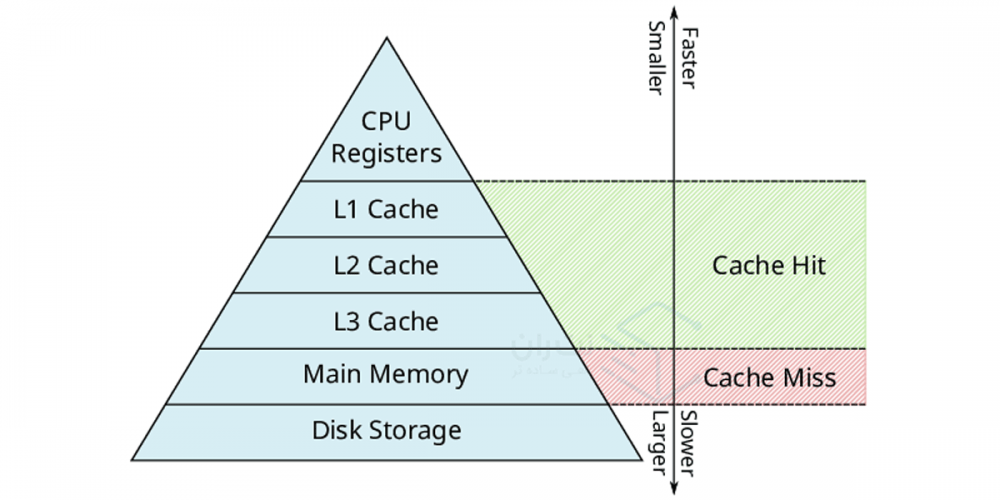 CPU
Registers
L1 Cache
L2 Cache
L3 Cache
Main Memory
Disk Storage
Faster
Smaller
Cache Hit
Cache Miss
Slower
Larger